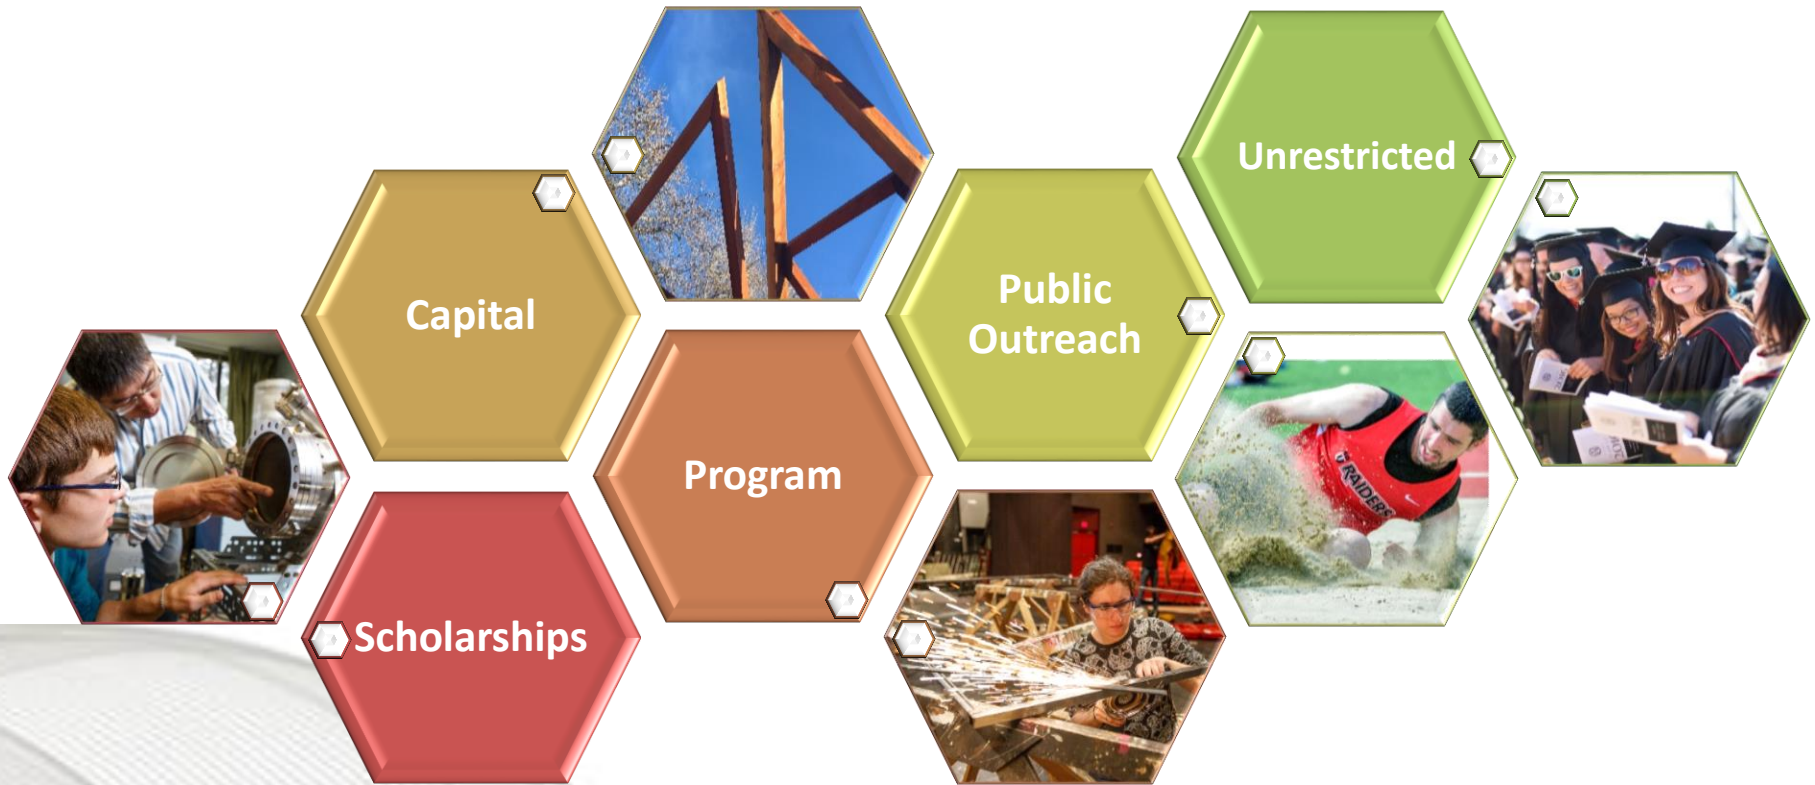 Unrestricted
Capital
Public
Outreach
Program
Scholarships
RAIDERS